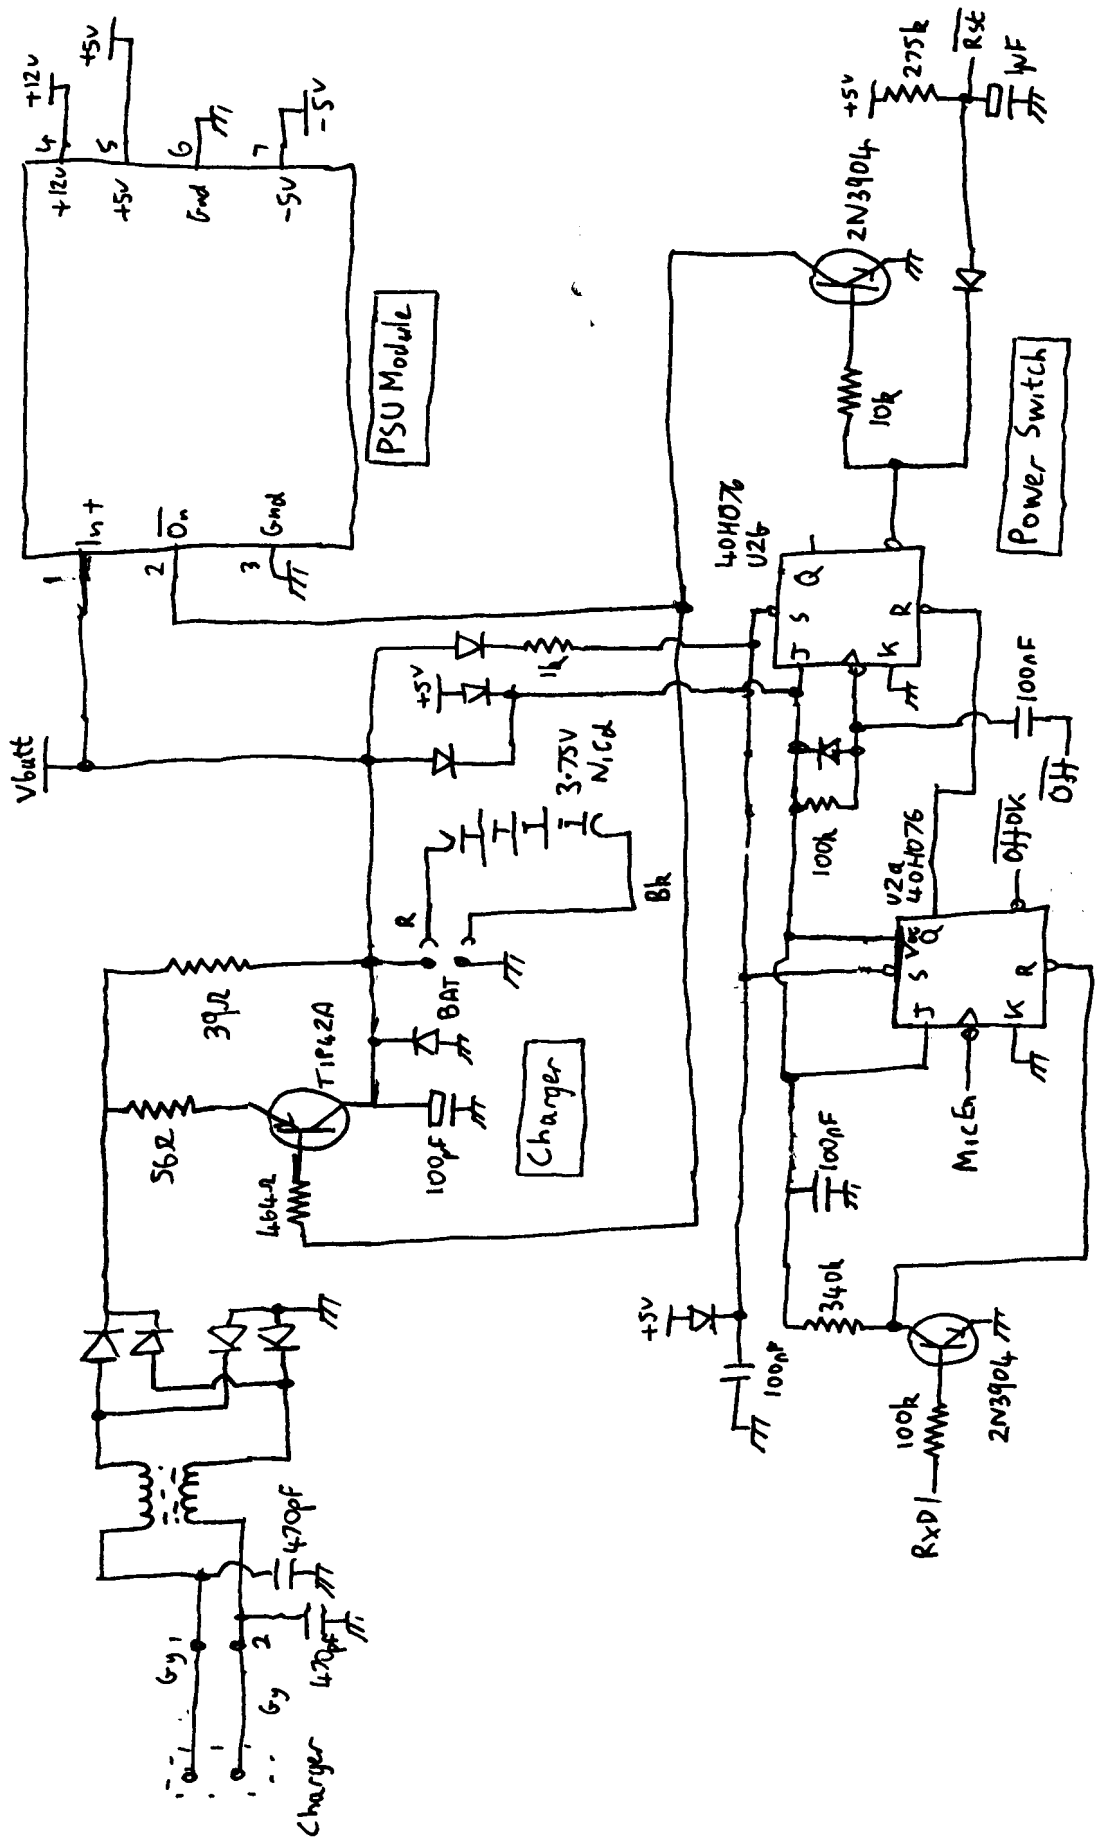 Charger
Gy 1
Gy
2
470pF
470pF
56Ω
39Ω
464Ω
TIP42A
100µF
Charger
BAT
R
Bk
3.75V
NiCd
Vbutt
+5V
1k
1
In+
2
On
3
Gnd
PSU Module
+12V
4
+12V
+5V
5
+5V
Gnd
6
-5V
7
-5V
+5V
100nF
RxD1
100k
2N3904
340k
100nF
MicEn
J
S
Vcc
Q
K
R
U2a
40H076
OffOK
Off
100nF
100k
J
S
Q
K
R
40H076
U2b
10k
2N3904
+5V
275k
Rst
1µF
Power Switch